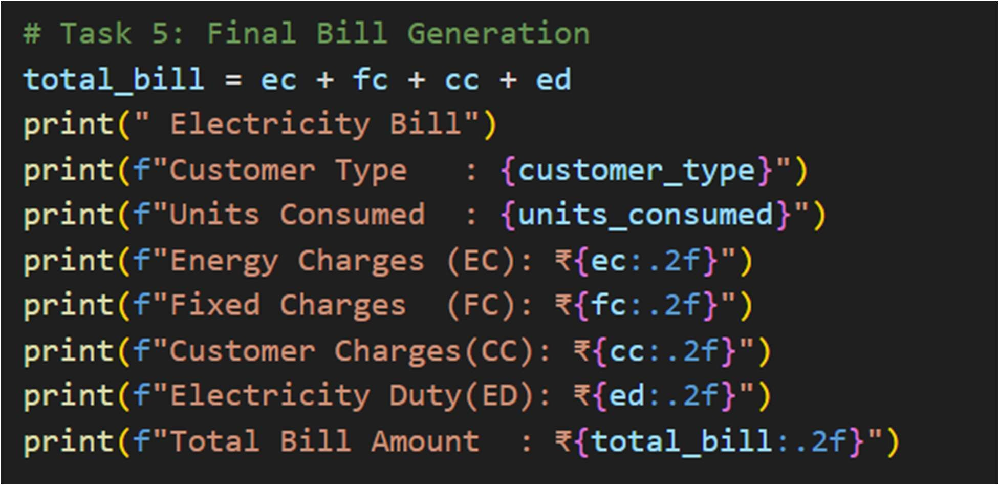 # Task 5: Final Bill Generation
total_bill = ec + fc + cc + ed
print(" Electricity Bill")
print(f"Customer Type   : {customer_type}")
print(f"Units Consumed  : {units_consumed}")
print(f"Energy Charges (EC): ₹{ec:.2f}")
print(f"Fixed Charges  (FC): ₹{fc:.2f}")
print(f"Customer Charges(CC): ₹{cc:.2f}")
print(f"Electricity Duty(ED): ₹{ed:.2f}")
print(f"Total Bill Amount  : ₹{total_bill:.2f}")